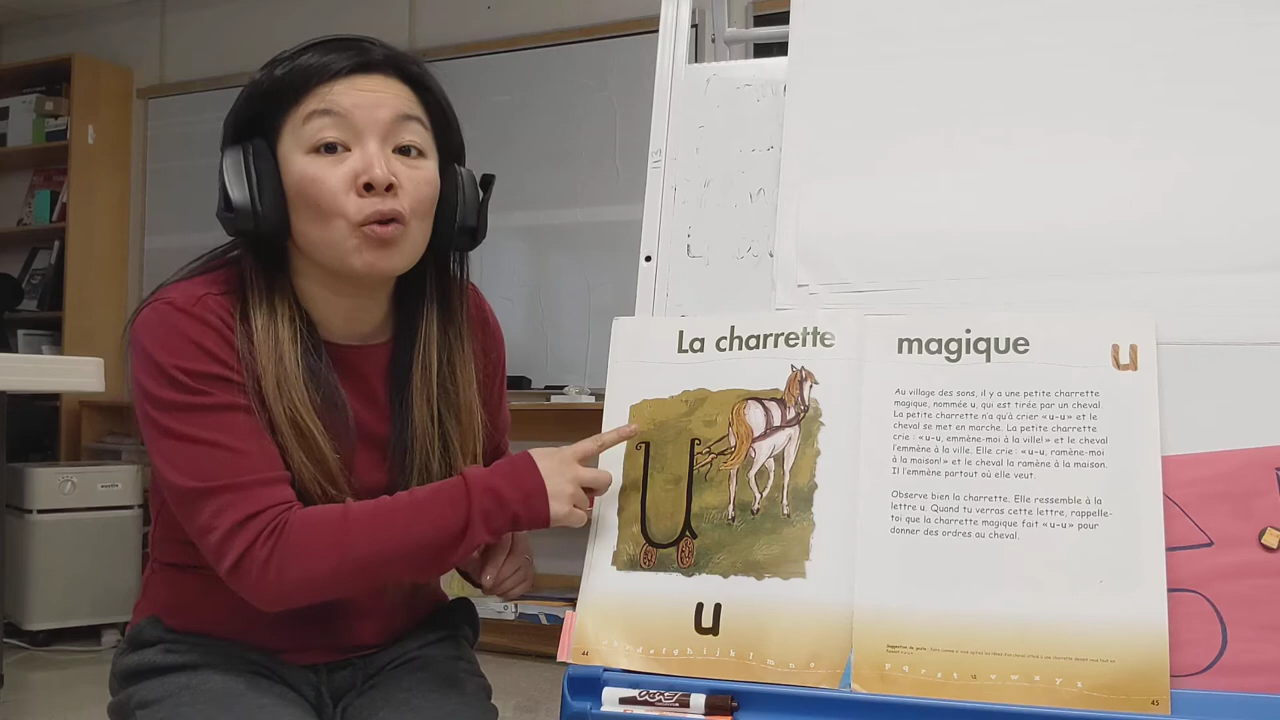 La charrette magique
u
Au village des sons, il y a une petite charrette
magique, nommée u, qui est tirée par un cheval.
La petite charrette n'a qu'à crier « u-u » et le
cheval se met en marche. La petite charrette
crie : « u-u, emmène-moi à la ville! » et le cheval
l'emmène à la ville. Elle crie : « u-u, ramène-moi
à la maison! » et le cheval la ramène à la maison.
Il l'emmène partout où elle veut.
Observe bien la charrette. Elle ressemble à la
lettre u. Quand tu verras cette lettre, rappelle-
toi que la charrette magique fait « u-u » pour
donner des ordres au cheval.
u
u
44
a b c d e f g h i j k l m n o
p q r s t u v w x y z
45
EXPO